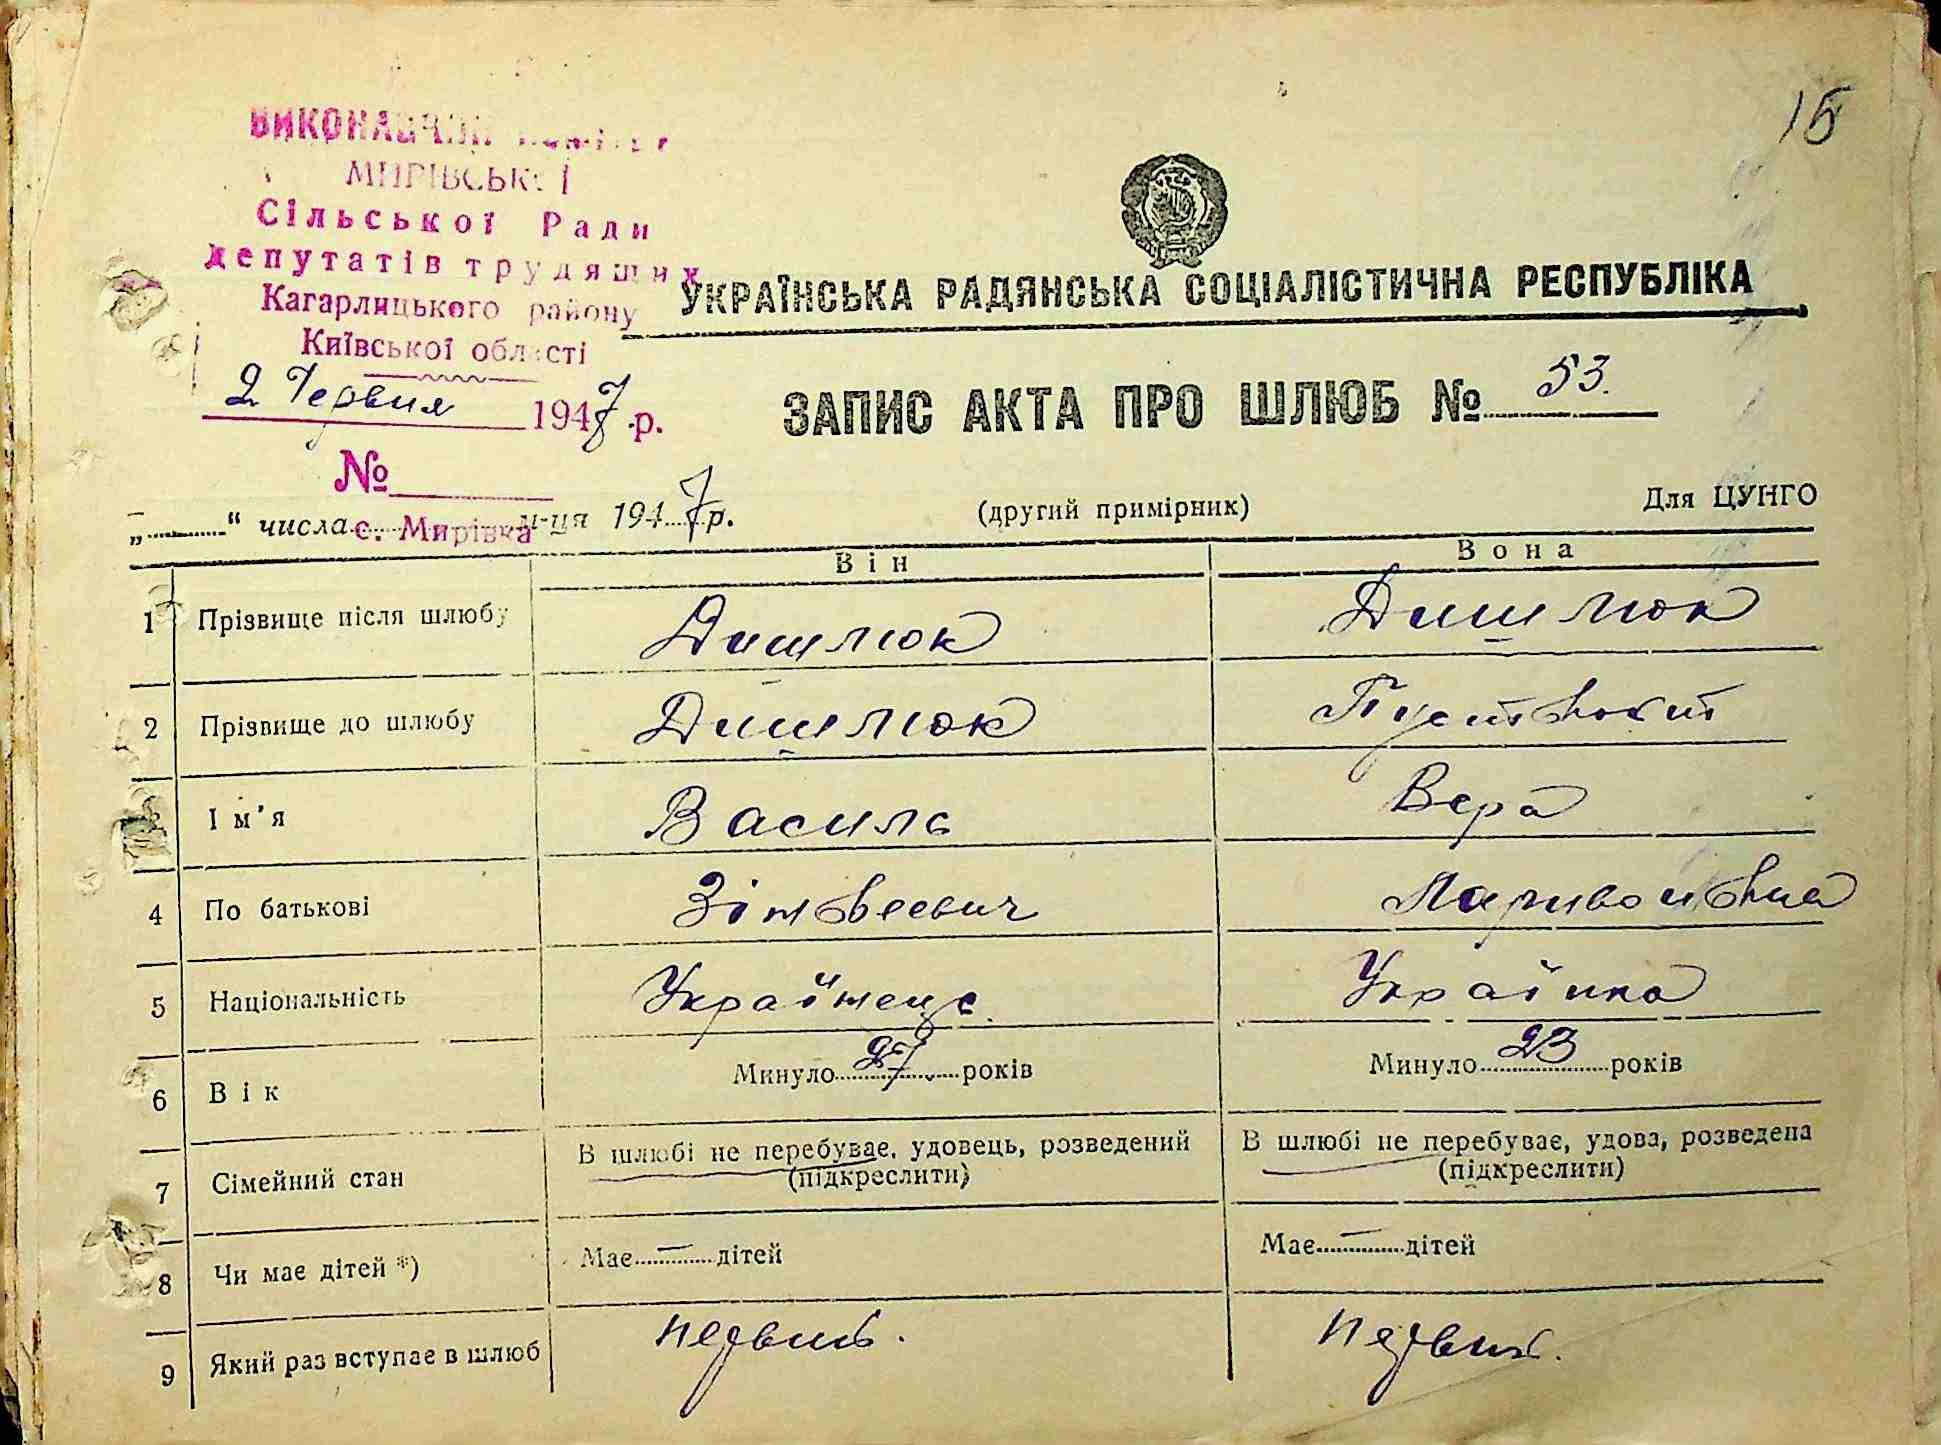 15
ВИКОНАВЧИЙ
МИРІВСЬКОЇ
Сільської Ради
депутатів трудящих
Кагарлицького району
Київської області
2 Червня 1947 р.
№
с. Мирівка
УКРАЇНСЬКА РАДЯНСЬКА СОЦІАЛІСТИЧНА РЕСПУБЛІКА
ЗАПИС АКТА ПРО ШЛЮБ № 53.
„ “ числа м-ця 1947 р.
(другий примірник)
Для ЦУНГО
Він Вона
1 Прізвище після шлюбу Дишлюк Дишлюк
2 Прізвище до шлюбу Дишлюк Пустовіт
3 Ім'я Василь Вера
4 По батькові Зіновеевич
5 Національність Українець Українка
6 Вік Минуло 27 років Минуло 23 років
7 Сімейний стан В шлюбі не перебуває, удовець, розведений (підкреслити) В шлюбі не перебуває, удова, розведена (підкреслити)
8 Чи має дітей *) Має — дітей Має — дітей
9 Який раз вступає в шлюб первий. первий.